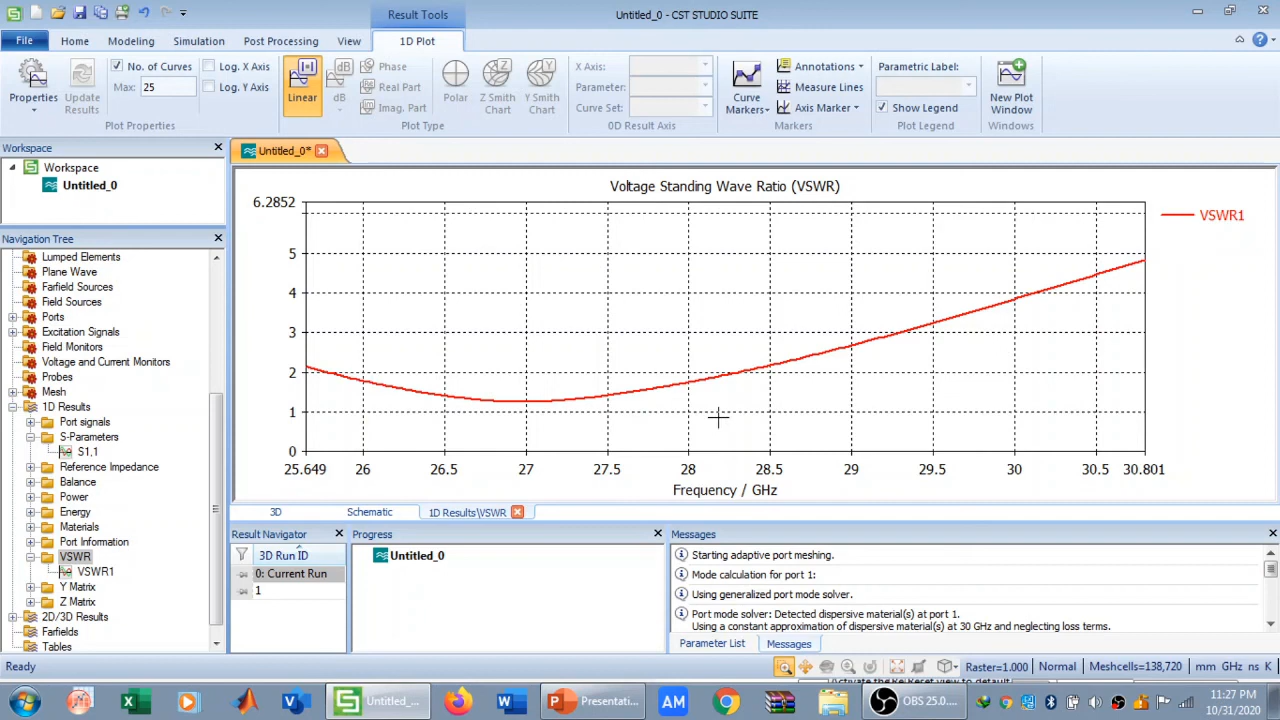 Result Tools
Untitled_0 - CST STUDIO SUITE
File Home Modeling Simulation Post Processing View 1D Plot
Properties
Update Results
No. of Curves
Max: 25
Log. X Axis
Log. Y Axis
Plot Properties
Linear
dB
Phase
Real Part
Imag. Part
Polar
Z Smith Chart
Y Smith Chart
Plot Type
X Axis:
Parameter:
Curve Set:
0D Result Axis
Curve Markers
Annotations
Measure Lines
Axis Marker
Markers
Parametric Label:
Show Legend
Plot Legend
New Plot Window
Windows
Workspace
Workspace
Untitled_0
Navigation Tree
Lumped Elements
Plane Wave
Farfield Sources
Field Sources
Ports
Excitation Signals
Field Monitors
Voltage and Current Monitors
Probes
Mesh
1D Results
Port signals
S-Parameters
S1,1
Reference Impedance
Balance
Power
Energy
Materials
Port Information
VSWR
VSWR1
Y Matrix
Z Matrix
2D/3D Results
Farfields
Tables
Untitled_0*
Voltage Standing Wave Ratio (VSWR)
6.2852
5
4
3
2
1
0
25.649 26 26.5 27 27.5 28 28.5 29 29.5 30 30.5 30.801
Frequency / GHz
VSWR1
3D Schematic 1D Results\VSWR
Result Navigator
3D Run ID
0: Current Run
1
Progress
Untitled_0
Messages
Starting adaptive port meshing.
Mode calculation for port 1:
Using generalized port mode solver.
Port mode solver: Detected dispersive material(s) at port 1.
Using a constant approximation of dispersive material(s) at 30 GHz and neglecting loss terms.
Parameter List Messages
Ready
Raster=1.000 Normal Meshcells=138,720 mm GHz ns K
Untitled_...
Presentati...
AM
OBS 25.0....
11:27 PM
10/31/2020